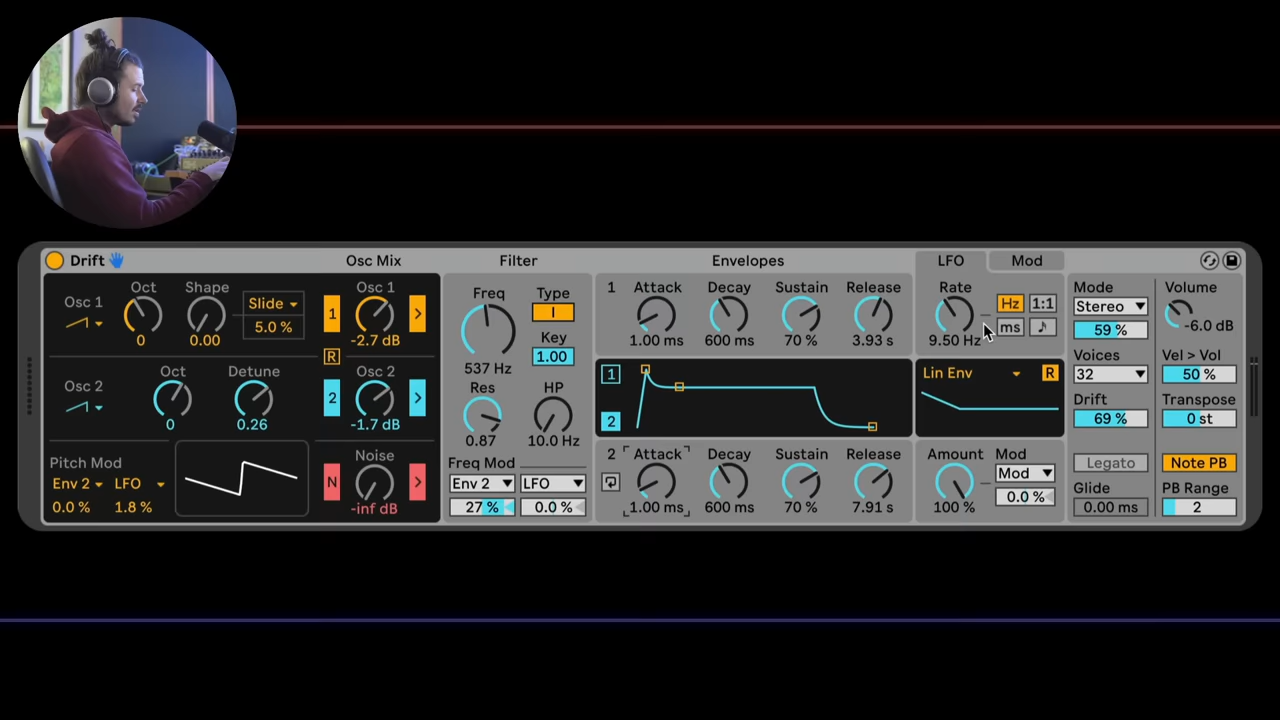 Drift
Osc Mix
Filter
Envelopes
LFO
Mod
Osc 1
Oct
0
Shape
0.00
Slide
5.0 %
1
Osc 1
-2.7 dB
R
Osc 2
Oct
0
Detune
0.26
2
Osc 2
-1.7 dB
Pitch Mod
Env 2
LFO
0.0 %
1.8 %
N
Noise
-inf dB
Freq
537 Hz
Type
I
Key
1.00
Res
0.87
HP
10.0 Hz
Freq Mod
Env 2
LFO
27 %
0.0 %
1
Attack
Decay
Sustain
Release
1.00 ms
600 ms
70 %
3.93 s
1
2
2
Attack
Decay
Sustain
Release
1.00 ms
600 ms
70 %
7.91 s
Rate
9.50 Hz
Hz
1:1
ms
Lin Env
R
Amount
100 %
Mod
Mod
0.0 %
Mode
Stereo
59 %
Voices
32
Drift
69 %
Legato
Glide
0.00 ms
Volume
-6.0 dB
Vel > Vol
50 %
Transpose
0 st
Note PB
PB Range
2